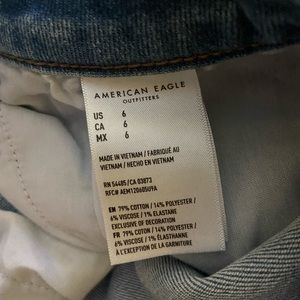 AMERICAN EAGLE
OUTFITTERS
US 6
CA 6
MX 6
MADE IN VIETNAM / FABRIQUÉ AU
VIETNAM / HECHO EN VIETNAM
RN 54485/CA 03873
RFC# AEM120605U9A
EN 79% COTTON / 14% POLYESTER /
6% VISCOSE / 1% ELASTANE
EXCLUSIVE OF DECORATION
FR 79% COTON / 14% POLYESTER /
6% VISCOSE / 1% ÉLASTHANNE
À L'EXCEPTION DE LA GARNITURE